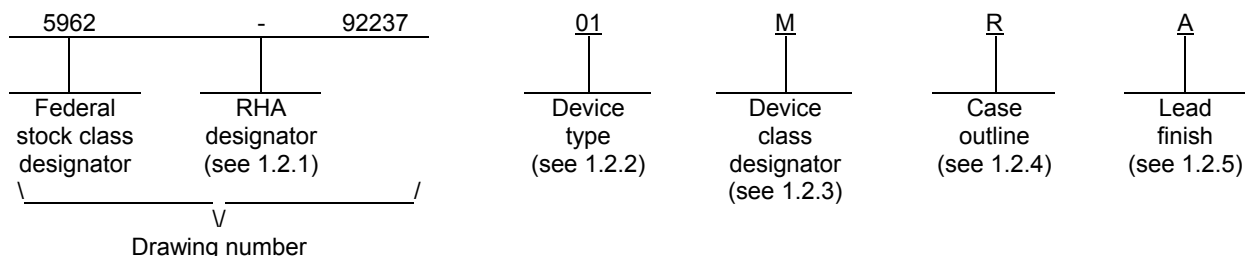 5962 - 92237 01 M R A
Federal stock class designator
RHA designator (see 1.2.1)
Device type (see 1.2.2)
Device class designator (see 1.2.3)
Case outline (see 1.2.4)
Lead finish (see 1.2.5)
\ / 
\/
Drawing number